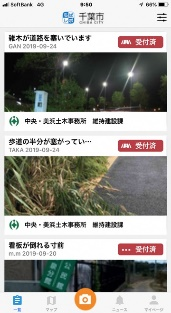 SoftBank 4G 9:50 66%
千葉市
CHIBA CITY
雑木が道路を塞いでいます
GAN 2019-09-24
受付済
中央・美浜土木事務所 維持建設課
歩道の半分が塞がってい…
TAKA 2019-09-24
受付済
中央・美浜土木事務所 維持建設課
看板が倒れる寸前
m.m 2019-09-20
受付済
一覧
マップ
ニュース
マイページ